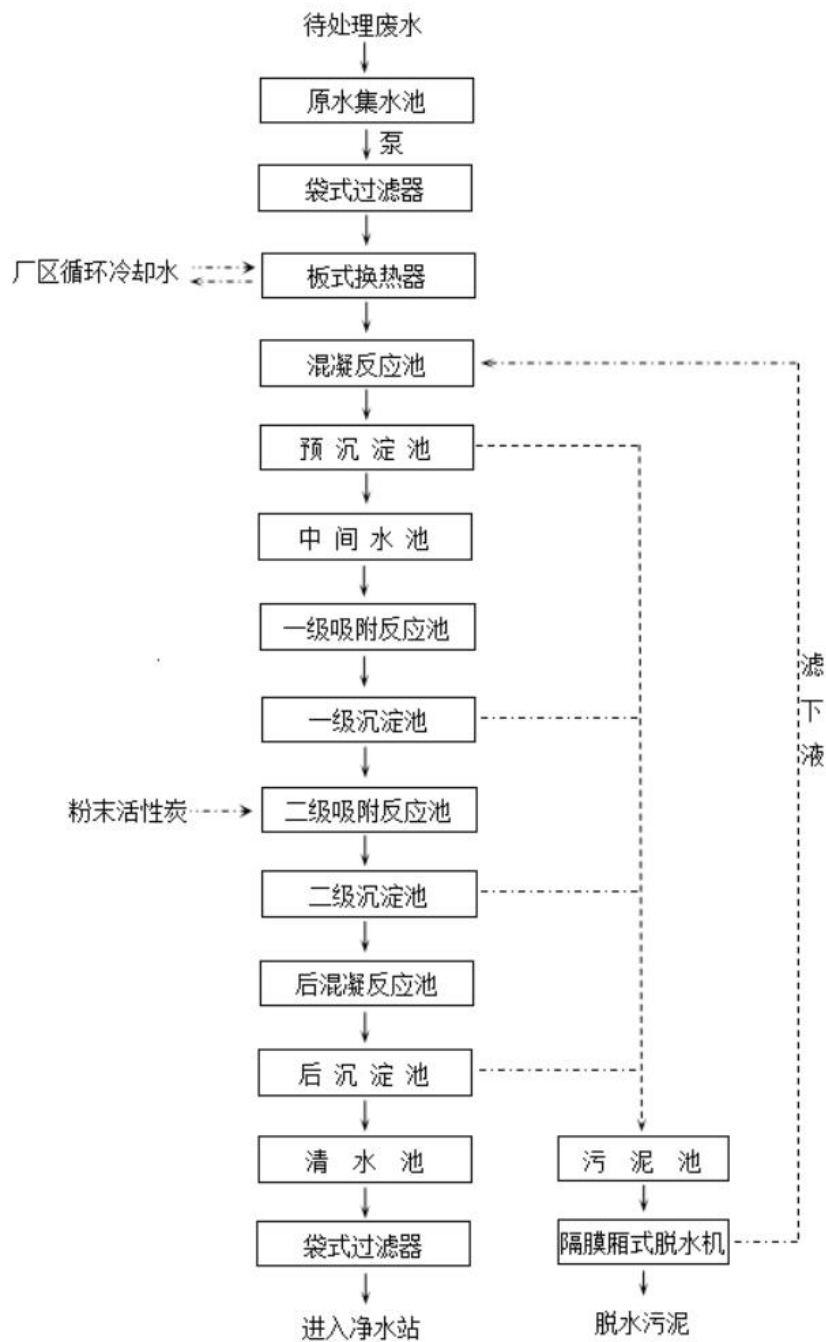 待处理废水
原水集水池
泵
袋式过滤器
厂区循环冷却水
板式换热器
混凝反应池
预沉淀池
中间水池
一级吸附反应池
滤下液
一级沉淀池
粉末活性炭
二级吸附反应池
二级沉淀池
后混凝反应池
后沉淀池
清水池
污泥池
袋式过滤器
隔膜厢式脱水机
进入净水站
脱水污泥